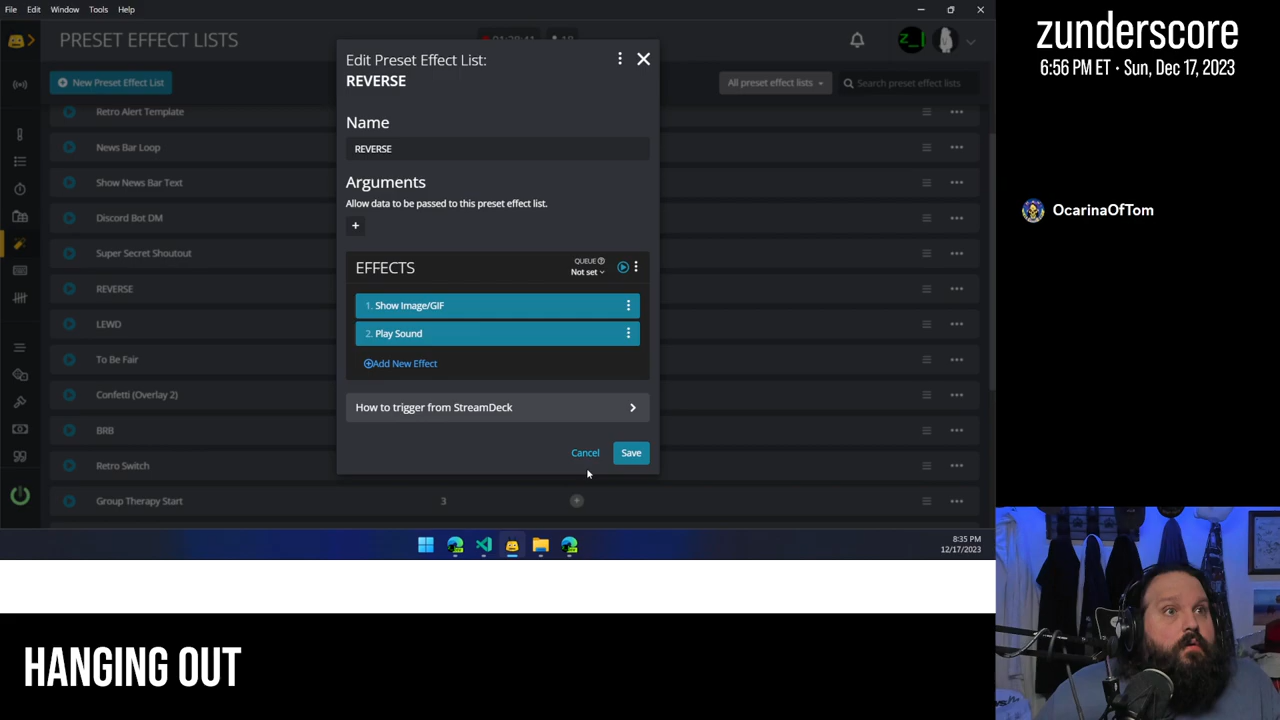 File Edit Window Tools Help
PRESET EFFECT LISTS
New Preset Effect List
All preset effect lists
Search preset effect lists
Retro Alert Template
News Bar Loop
Show News Bar Text
Discord Bot DM
Super Secret Shoutout
REVERSE
LEWD
To Be Fair
Confetti (Overlay 2)
BRB
Retro Switch
Group Therapy Start
3
Edit Preset Effect List:
REVERSE
Name
REVERSE
Arguments
Allow data to be passed to this preset effect list.
EFFECTS
QUEUE
Not set
1. Show Image/GIF
2. Play Sound
Add New Effect
How to trigger from StreamDeck
Cancel
Save
8:35 PM
12/17/2023
zunderscore
6:56 PM ET · Sun, Dec 17, 2023
OcarinaOfTom
HANGING OUT